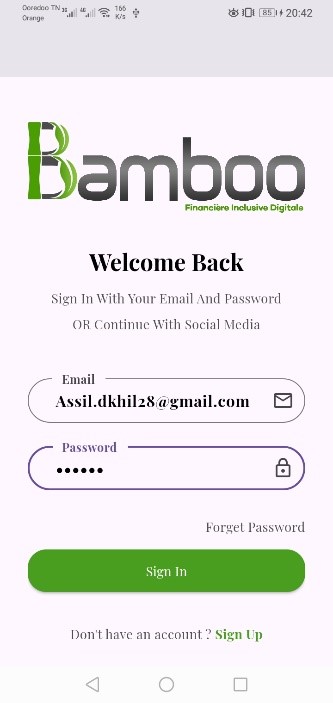 Ooredoo TN 3G 4G 166 85 20:42
Orange K/s
Bamboo
Financière Inclusive Digitale
Welcome Back
Sign In With Your Email And Password
OR Continue With Social Media
Email
Assil.dkhil28@gmail.com
Password
••••••
Forget Password
Sign In
Don't have an account ? Sign Up